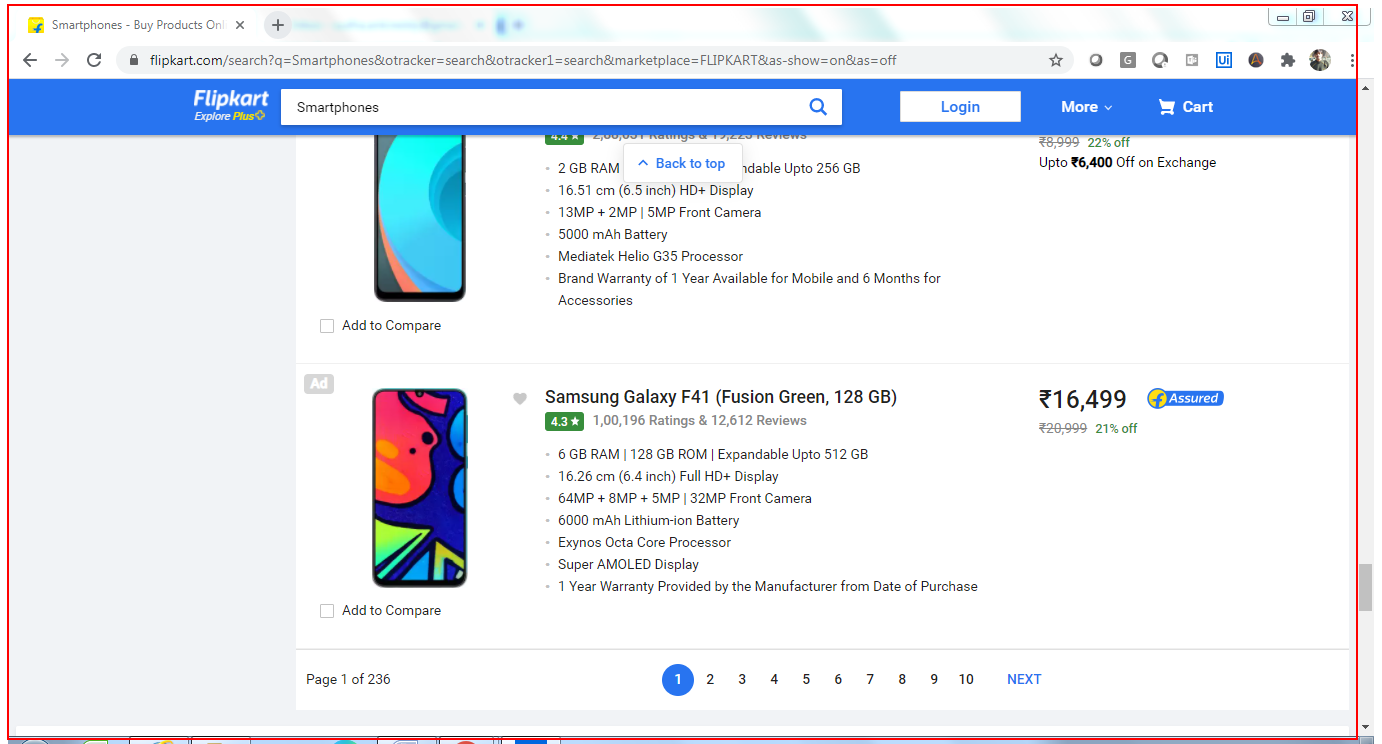 Smartphones - Buy Products Onl
flipkart.com/search?q=Smartphones&otracker=search&otracker1=search&marketplace=FLIPKART&as-show=on&as=off
G
Ui
Flipkart
Explore Plus
Smartphones
Login
More
Cart
4.4 ★ Ratings & 19,223 Reviews
₹8,999 22% off
Back to top
Upto ₹6,400 Off on Exchange
2 GB RAM Upto 256 GB
16.51 cm (6.5 inch) HD+ Display
13MP + 2MP | 5MP Front Camera
5000 mAh Battery
Mediatek Helio G35 Processor
Brand Warranty of 1 Year Available for Mobile and 6 Months for
Accessories
Add to Compare
Ad
Samsung Galaxy F41 (Fusion Green, 128 GB)
₹16,499
Assured
4.3 ★ 1,00,196 Ratings & 12,612 Reviews
₹20,999 21% off
6 GB RAM | 128 GB ROM | Expandable Upto 512 GB
16.26 cm (6.4 inch) Full HD+ Display
64MP + 8MP + 5MP | 32MP Front Camera
6000 mAh Lithium-ion Battery
Exynos Octa Core Processor
Super AMOLED Display
1 Year Warranty Provided by the Manufacturer from Date of Purchase
Add to Compare
Page 1 of 236
1 2 3 4 5 6 7 8 9 10 NEXT